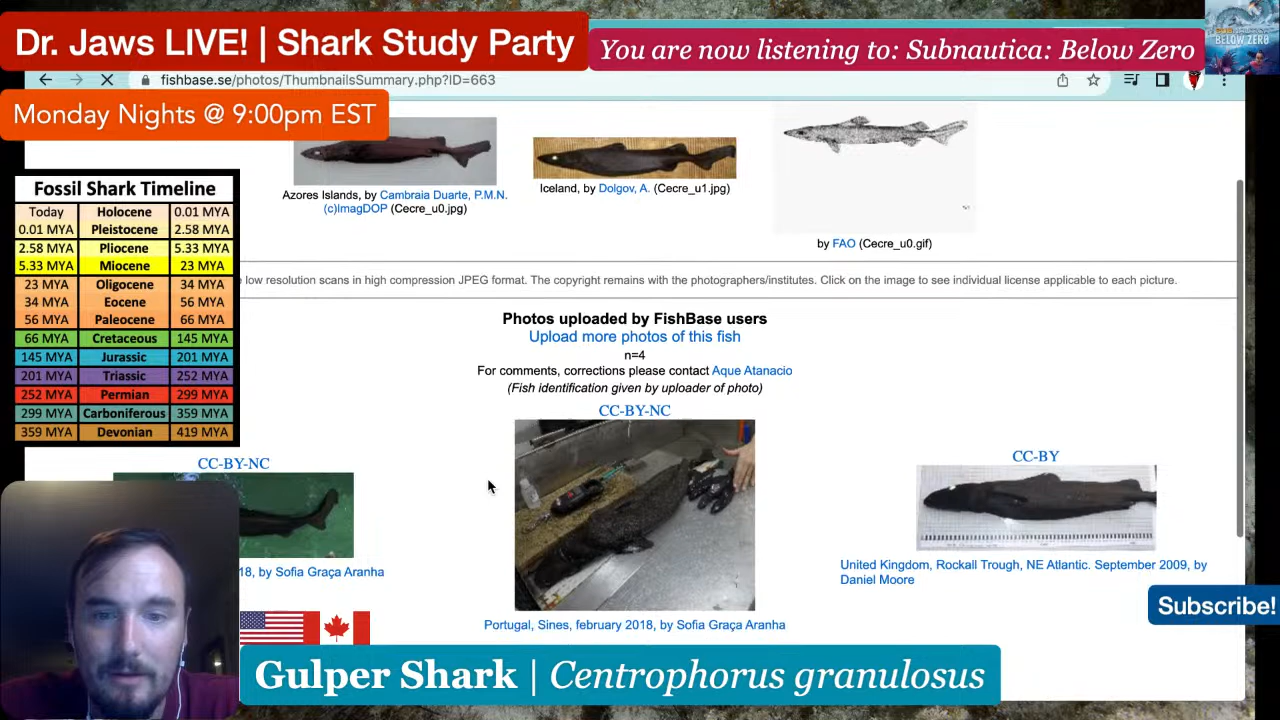 Dr. Jaws LIVE! | Shark Study Party
You are now listening to: Subnautica: Below Zero
BELOW ZERO
fishbase.se/photos/ThumbnailsSummary.php?ID=663
Monday Nights @ 9:00pm EST
Azores Islands, by Cambraia Duarte, P.M.N.
(c)ImagDOP (Cecre_u0.jpg)
Iceland, by Dolgov, A. (Cecre_u1.jpg)
by FAO (Cecre_u0.gif)
Fossil Shark Timeline
Today Holocene 0.01 MYA
0.01 MYA Pleistocene 2.58 MYA
2.58 MYA Pliocene 5.33 MYA
5.33 MYA Miocene 23 MYA
23 MYA Oligocene 34 MYA
34 MYA Eocene 56 MYA
56 MYA Paleocene 66 MYA
66 MYA Cretaceous 145 MYA
145 MYA Jurassic 201 MYA
201 MYA Triassic 252 MYA
252 MYA Permian 299 MYA
299 MYA Carboniferous 359 MYA
359 MYA Devonian 419 MYA
e low resolution scans in high compression JPEG format. The copyright remains with the photographers/institutes. Click on the image to see individual license applicable to each picture.
Photos uploaded by FishBase users
Upload more photos of this fish
n=4
For comments, corrections please contact Aque Atanacio
(Fish identification given by uploader of photo)
CC-BY-NC
CC-BY-NC
CC-BY
18, by Sofia Graça Aranha
Portugal, Sines, february 2018, by Sofia Graça Aranha
United Kingdom, Rockall Trough, NE Atlantic. September 2009, by
Daniel Moore
Subscribe!
Gulper Shark | Centrophorus granulosus